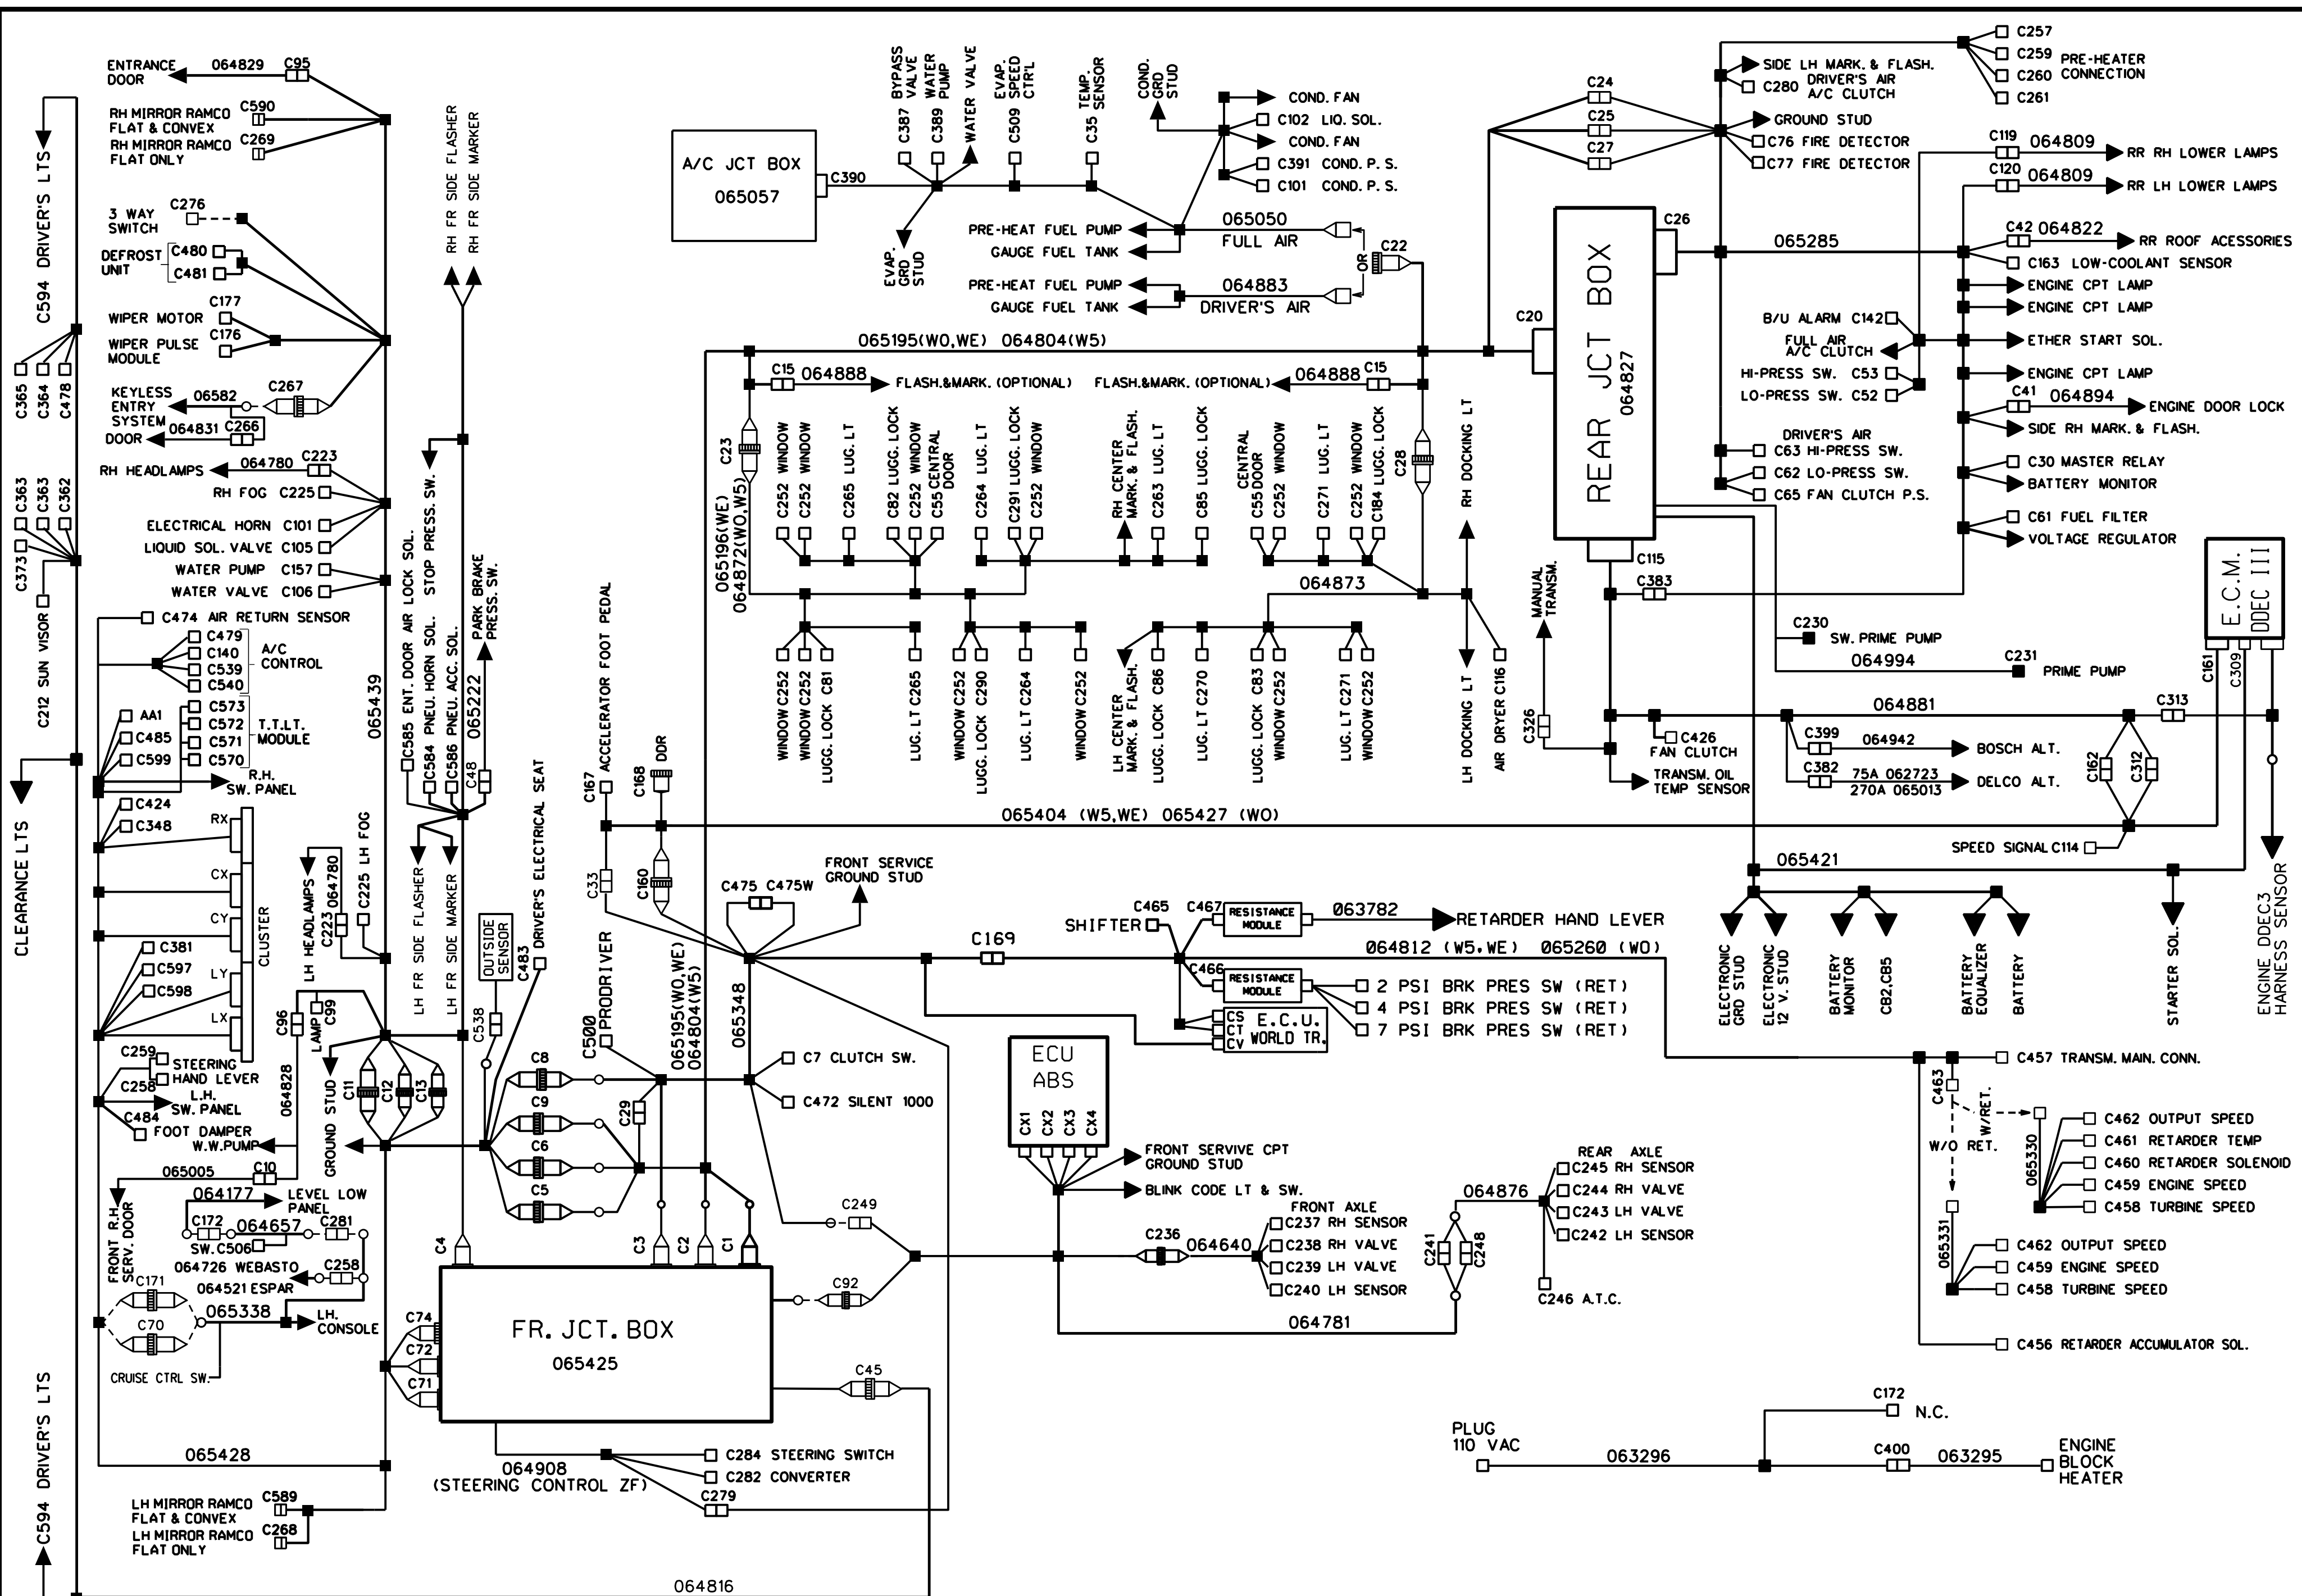 ENTRANCE
DOOR
064829
C95
RH MIRROR RAMCO
FLAT & CONVEX
C590
RH MIRROR RAMCO
FLAT ONLY
C269
3 WAY
SWITCH
C276
DEFROST
UNIT
C480
C481
WIPER MOTOR
C177
WIPER PULSE
MODULE
C176
KEYLESS
ENTRY
SYSTEM
06582
C267
DOOR
064831
C266
RH HEADLAMPS
064780
C223
RH FOG C225
ELECTRICAL HORN C101
LIQUID SOL. VALVE C105
WATER PUMP C157
WATER VALVE C106
C594 DRIVER'S LTS
C365
C364
C478
C363
C363
C362
C373
C212 SUN VISOR
CLEARANCE LTS
C594 DRIVER'S LTS
C474 AIR RETURN SENSOR
C479
C140
C539
C540
A/C
CONTROL
C573
C572
C571
C570
T.T.LT.
MODULE
AA1
C485
C599
R.H.
SW. PANEL
C424
C348
RX
CX
CY
LY
LX
CLUSTER
C381
C597
C598
C259
STEERING
HAND LEVER
C258
L.H.
SW. PANEL
C484
FOOT DAMPER
W.W.PUMP
065005
C10
064177
LEVEL LOW
PANEL
C172
064657
C281
SW. C506
064726 WEBASTO
064521 ESPAR
C258
FRONT R.H.
SERV. DOOR
C171
065338
C70
LH.
CONSOLE
CRUISE CTRL SW.
065428
LH MIRROR RAMCO
FLAT & CONVEX
C589
LH MIRROR RAMCO
FLAT ONLY
C268
064816
065439
LH HEADLAMPS
C223 064780
C225 LH FOG
C96
LAMP
C99
064828
GROUND STUD
C11
C12
C13
RH FR SIDE FLASHER
RH FR SIDE MARKER
C585 ENT. DOOR AIR LOCK SOL.
C584 PNEU. HORN SOL.
STOP PRESS. SW.
C586 PNEU. ACC. SOL.
065222
C48
PARK BRAKE
PRESS. SW.
LH FR SIDE FLASHER
LH FR SIDE MARKER
OUTSIDE
SENSOR
C538
C483 DRIVER'S ELECTRICAL SEAT
C8
C9
C6
C5
C29
C500 PRODRIVER
C4
C3
C2
C1
C74
C72
C71
FR. JCT. BOX
065425
C249
C92
C45
064908
(STEERING CONTROL ZF)
C284 STEERING SWITCH
C282 CONVERTER
C279
A/C JCT BOX
065057
C390
C387
BYPASS
VALVE
C389
WATER
PUMP
WATER VALVE
C509
EVAP.
SPEED
CTR'L
C35
TEMP.
SENSOR
EVAP.
GRD
STUD
COND.
GRD
STUD
COND. FAN
C102 LIQ. SOL.
COND. FAN
C391 COND. P. S.
C101 COND. P. S.
PRE-HEAT FUEL PUMP
GAUGE FUEL TANK
065050
FULL AIR
PRE-HEAT FUEL PUMP
GAUGE FUEL TANK
064883
DRIVER'S AIR
OR
C22
065195(WO,WE) 064804(W5)
C15
064888
FLASH.&MARK. (OPTIONAL)
FLASH.&MARK. (OPTIONAL)
064888
C15
C23
065196(WE)
064872(WO,W5)
C252 WINDOW
C252 WINDOW
C265 LUG. LT
C82 LUGG. LOCK
C252 WINDOW
C55 CENTRAL
DOOR
C264 LUG. LT
C291 LUGG. LOCK
C252 WINDOW
RH CENTER
MARK. & FLASH.
C263 LUG. LT
C85 LUGG. LOCK
CENTRAL
C55 DOOR
C252 WINDOW
C271 LUG. LT
C252 WINDOW
C184 LUGG. LOCK
C28
064873
WINDOW C252
WINDOW C252
LUGG. LOCK C81
LUG. LT C265
WINDOW C252
LUGG. LOCK C290
LUG. LT C264
WINDOW C252
LH CENTER
MARK. & FLASH.
LUGG. LOCK C86
LUG. LT C270
LUGG. LOCK C83
WINDOW C252
LUG. LT C271
WINDOW C252
RH DOCKING LT
LH DOCKING LT
AIR DRYER C116
C167 ACCELERATOR FOOT PEDAL
C168 DDR
065404 (W5,WE) 065427 (WO)
C33
C160
C475 C475W
FRONT SERVICE
GROUND STUD
065195(WO,WE)
064804(W5)
065348
C7 CLUTCH SW.
C472 SILENT 1000
C169
SHIFTER
C465
C467
RESISTANCE
MODULE
063782
RETARDER HAND LEVER
064812 (W5,WE) 065260 (WO)
C466
RESISTANCE
MODULE
2 PSI BRK PRES SW (RET)
4 PSI BRK PRES SW (RET)
7 PSI BRK PRES SW (RET)
CS
CT
CV
E.C.U.
WORLD TR.
ECU
ABS
CX1
CX2
CX3
CX4
FRONT SERVIVE CPT
GROUND STUD
BLINK CODE LT & SW.
C236
064640
FRONT AXLE
C237 RH SENSOR
C238 RH VALVE
C239 LH VALVE
C240 LH SENSOR
064781
C241
C248
064876
REAR AXLE
C245 RH SENSOR
C244 RH VALVE
C243 LH VALVE
C242 LH SENSOR
C246 A.T.C.
C24
C25
C27
SIDE LH MARK. & FLASH.
C280 DRIVER'S AIR
A/C CLUTCH
GROUND STUD
C76 FIRE DETECTOR
C77 FIRE DETECTOR
C257
C259
C260
C261
PRE-HEATER
CONNECTION
C119
064809
RR RH LOWER LAMPS
C120
064809
RR LH LOWER LAMPS
REAR JCT BOX
064827
C20
C26
C115
065285
C42 064822
RR ROOF ACESSORIES
C163 LOW-COOLANT SENSOR
ENGINE CPT LAMP
ENGINE CPT LAMP
ETHER START SOL.
ENGINE CPT LAMP
B/U ALARM C142
FULL AIR
A/C CLUTCH
HI-PRESS SW. C53
LO-PRESS SW. C52
C41
064894
ENGINE DOOR LOCK
SIDE RH MARK. & FLASH.
DRIVER'S AIR
C63 HI-PRESS SW.
C62 LO-PRESS SW.
C65 FAN CLUTCH P.S.
C30 MASTER RELAY
BATTERY MONITOR
C61 FUEL FILTER
VOLTAGE REGULATOR
C383
E.C.M.
DDEC III
C161
C309
C230
SW. PRIME PUMP
064994
C231
PRIME PUMP
MANUAL
TRANSM.
C326
064881
C313
C426
FAN CLUTCH
TRANSM. OIL
TEMP SENSOR
C399
064942
BOSCH ALT.
C382
75A 062723
270A 065013
DELCO ALT.
C162
C312
SPEED SIGNAL C114
065421
ELECTRONIC
GRD STUD
ELECTRONIC
12 V. STUD
BATTERY
MONITOR
CB2,CB5
BATTERY
EQUALIZER
BATTERY
STARTER SOL.
ENGINE DDEC3
HARNESS SENSOR
C457 TRANSM. MAIN. CONN.
C463
W/RET.
W/O RET.
065330
C462 OUTPUT SPEED
C461 RETARDER TEMP
C460 RETARDER SOLENOID
C459 ENGINE SPEED
C458 TURBINE SPEED
065331
C462 OUTPUT SPEED
C459 ENGINE SPEED
C458 TURBINE SPEED
C456 RETARDER ACCUMULATOR SOL.
PLUG
110 VAC
063296
C172
N.C.
C400
063295
ENGINE
BLOCK
HEATER